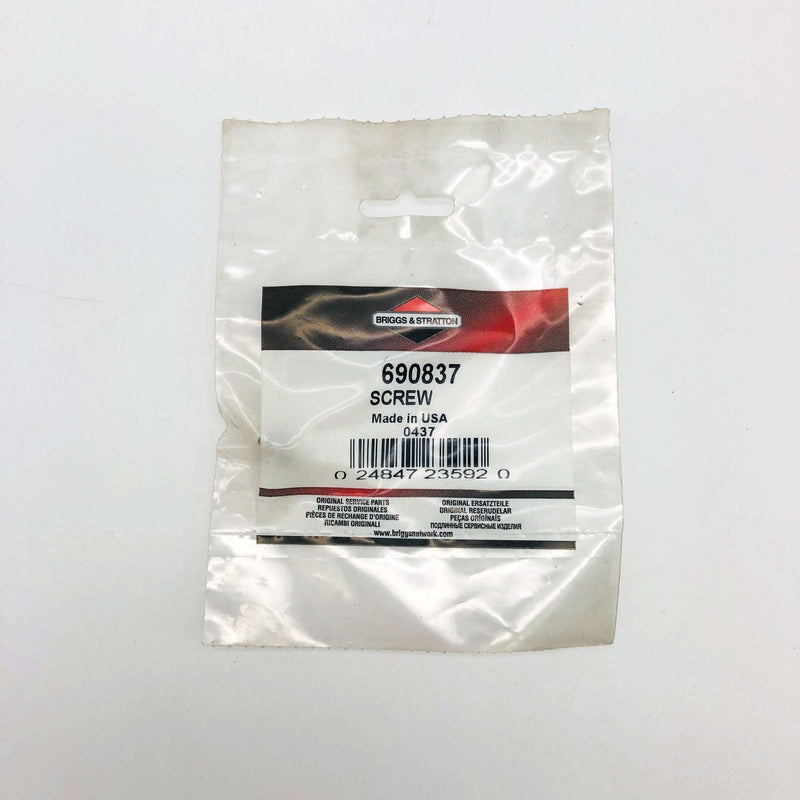 BRIGGS & STRATTON
690837
SCREW
Made in USA
0437
0 24847 23592 0
ORIGINAL SERVICE PARTS
REPUESTOS ORIGINALES
PIÈCES DE RECHANGE D'ORIGINE
RICAMBI ORIGINALI
ORIGINAL ERSATZTEILE
ORIGINAL RESERUDELAR
PEÇAS ORIGINAIS
ПОДЛИННЫЕ СЕРВИСНЫЕ ИЗДЕЛИЯ
www.briggsnetwork.com